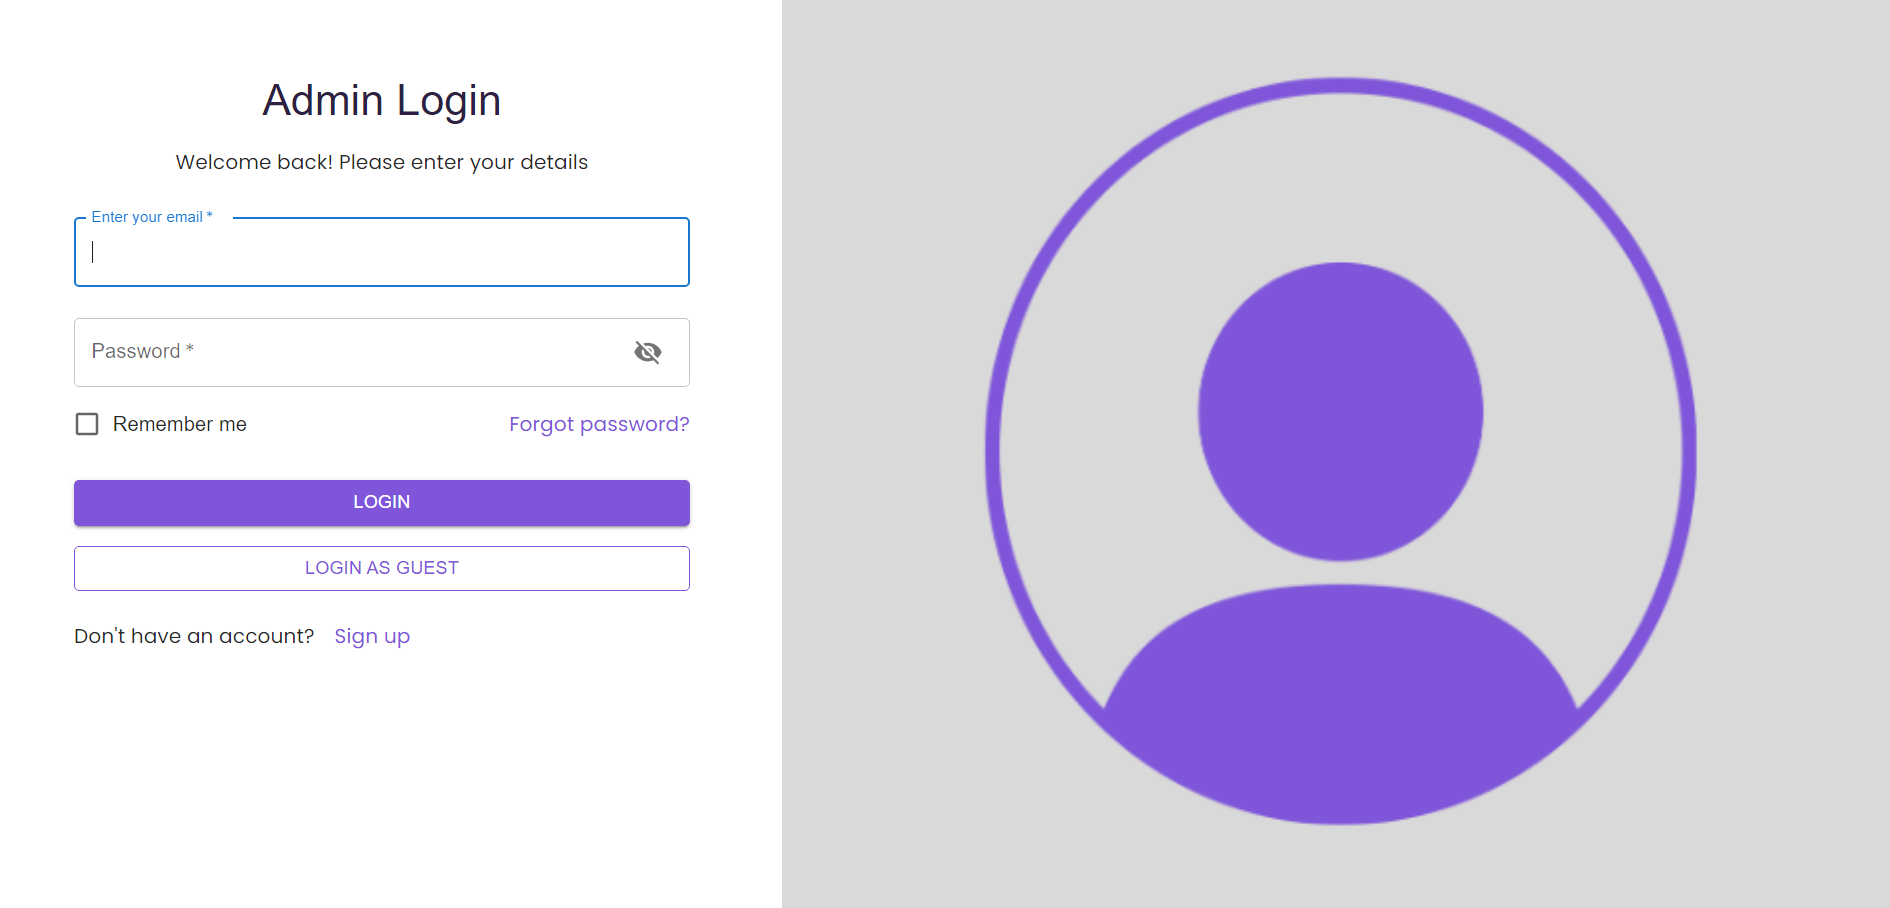 Admin Login
Welcome back! Please enter your details
Enter your email *
Password *
Remember me
Forgot password?
LOGIN
LOGIN AS GUEST
Don't have an account? Sign up